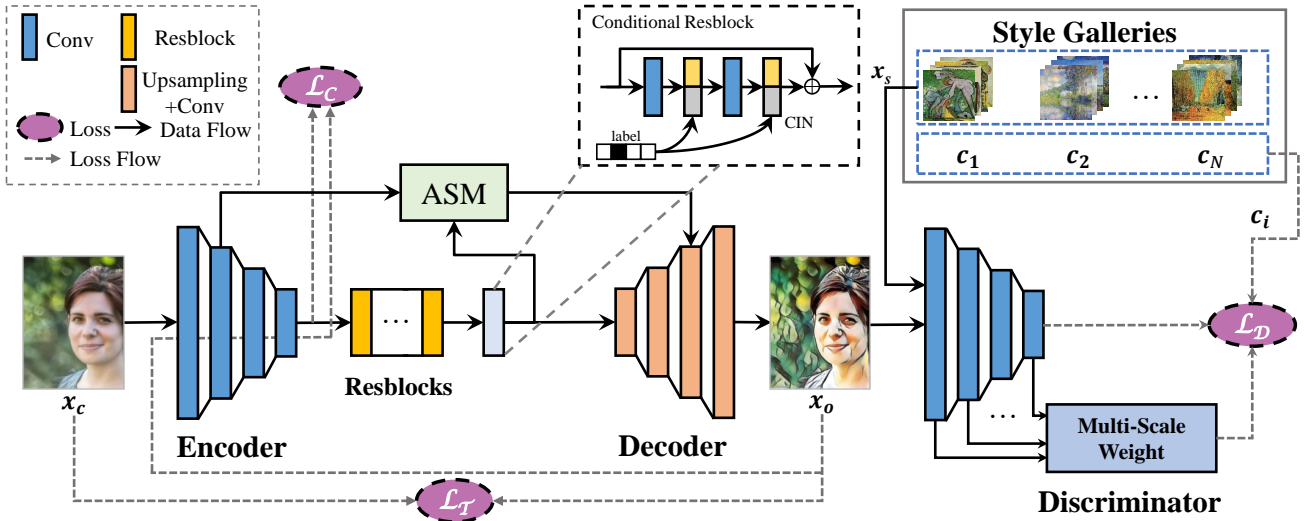 Conv
Resblock
Upsampling
+Conv
Loss
Data Flow
Loss Flow
ℒ_C
Conditional Resblock
label
CIN
x_s
Style Galleries
...
c_1
c_2
c_N
c_i
ASM
...
Resblocks
x_c
Encoder
Decoder
x_o
ℒ_𝒯
...
Multi-Scale
Weight
Discriminator
ℒ_𝒟